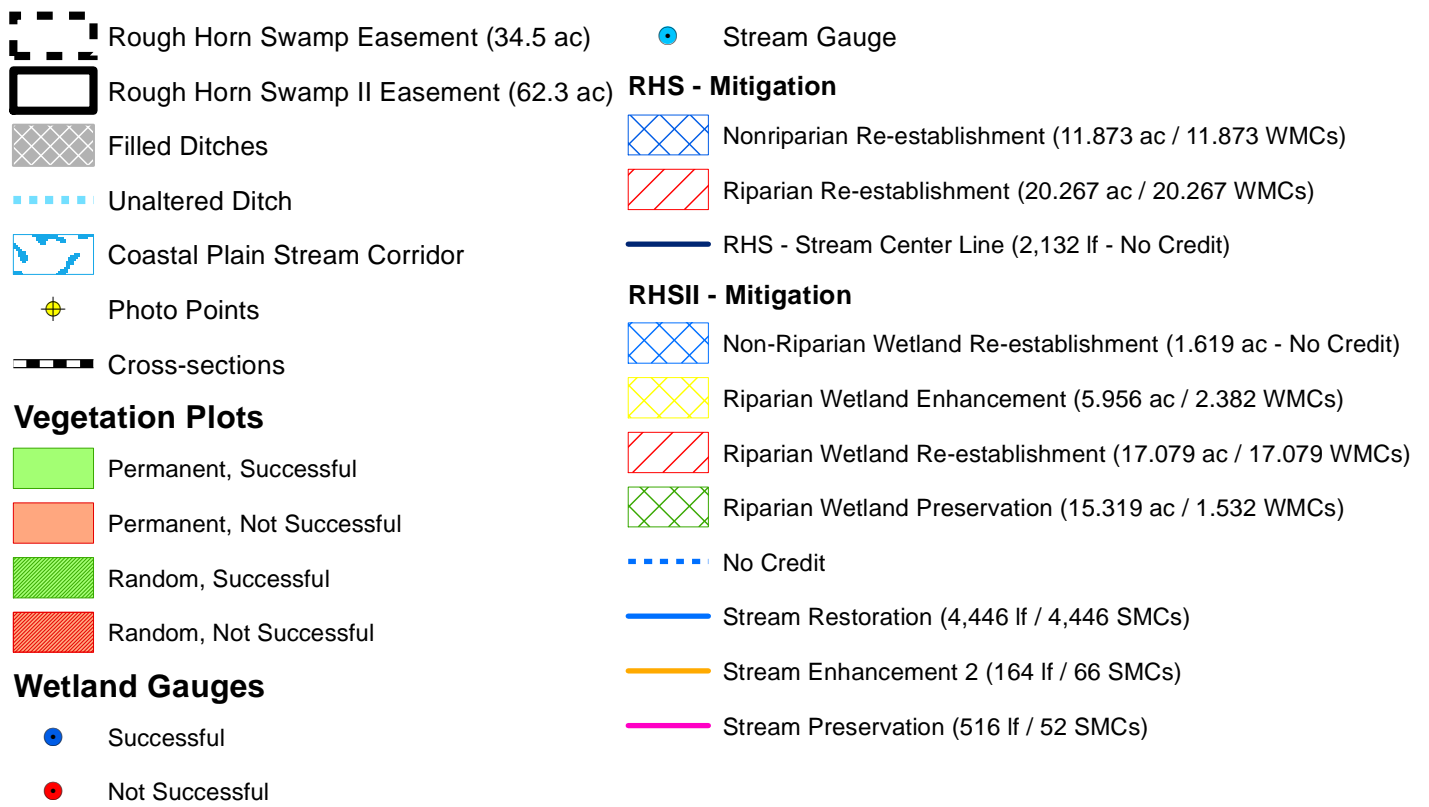 Rough Horn Swamp Easement (34.5 ac)
Rough Horn Swamp II Easement (62.3 ac)
Filled Ditches
Unaltered Ditch
Coastal Plain Stream Corridor
Photo Points
Cross-sections
Vegetation Plots
Permanent, Successful
Permanent, Not Successful
Random, Successful
Random, Not Successful
Wetland Gauges
Successful
Not Successful
Stream Gauge
RHS - Mitigation
Nonriparian Re-establishment (11.873 ac / 11.873 WMCs)
Riparian Re-establishment (20.267 ac / 20.267 WMCs)
RHS - Stream Center Line (2,132 lf - No Credit)
RHSII - Mitigation
Non-Riparian Wetland Re-establishment (1.619 ac - No Credit)
Riparian Wetland Enhancement (5.956 ac / 2.382 WMCs)
Riparian Wetland Re-establishment (17.079 ac / 17.079 WMCs)
Riparian Wetland Preservation (15.319 ac / 1.532 WMCs)
No Credit
Stream Restoration (4,446 lf / 4,446 SMCs)
Stream Enhancement 2 (164 lf / 66 SMCs)
Stream Preservation (516 lf / 52 SMCs)